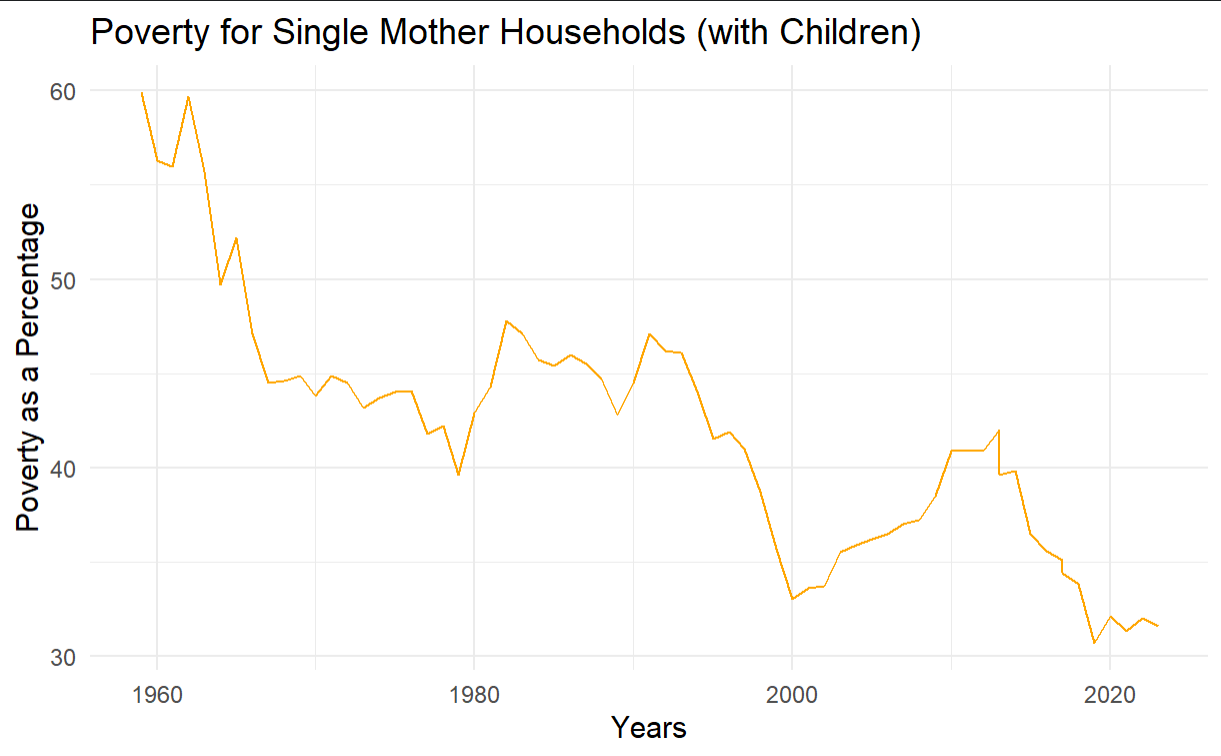 Poverty for Single Mother Households (with Children)
Poverty as a Percentage
60
50
40
30
1960 1980 2000 2020
Years